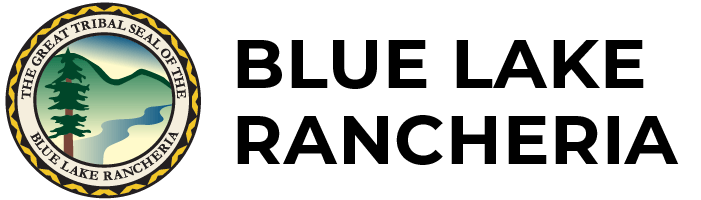 THE GREAT TRIBAL SEAL OF THE
BLUE LAKE RANCHERIA
BLUE LAKE
RANCHERIA